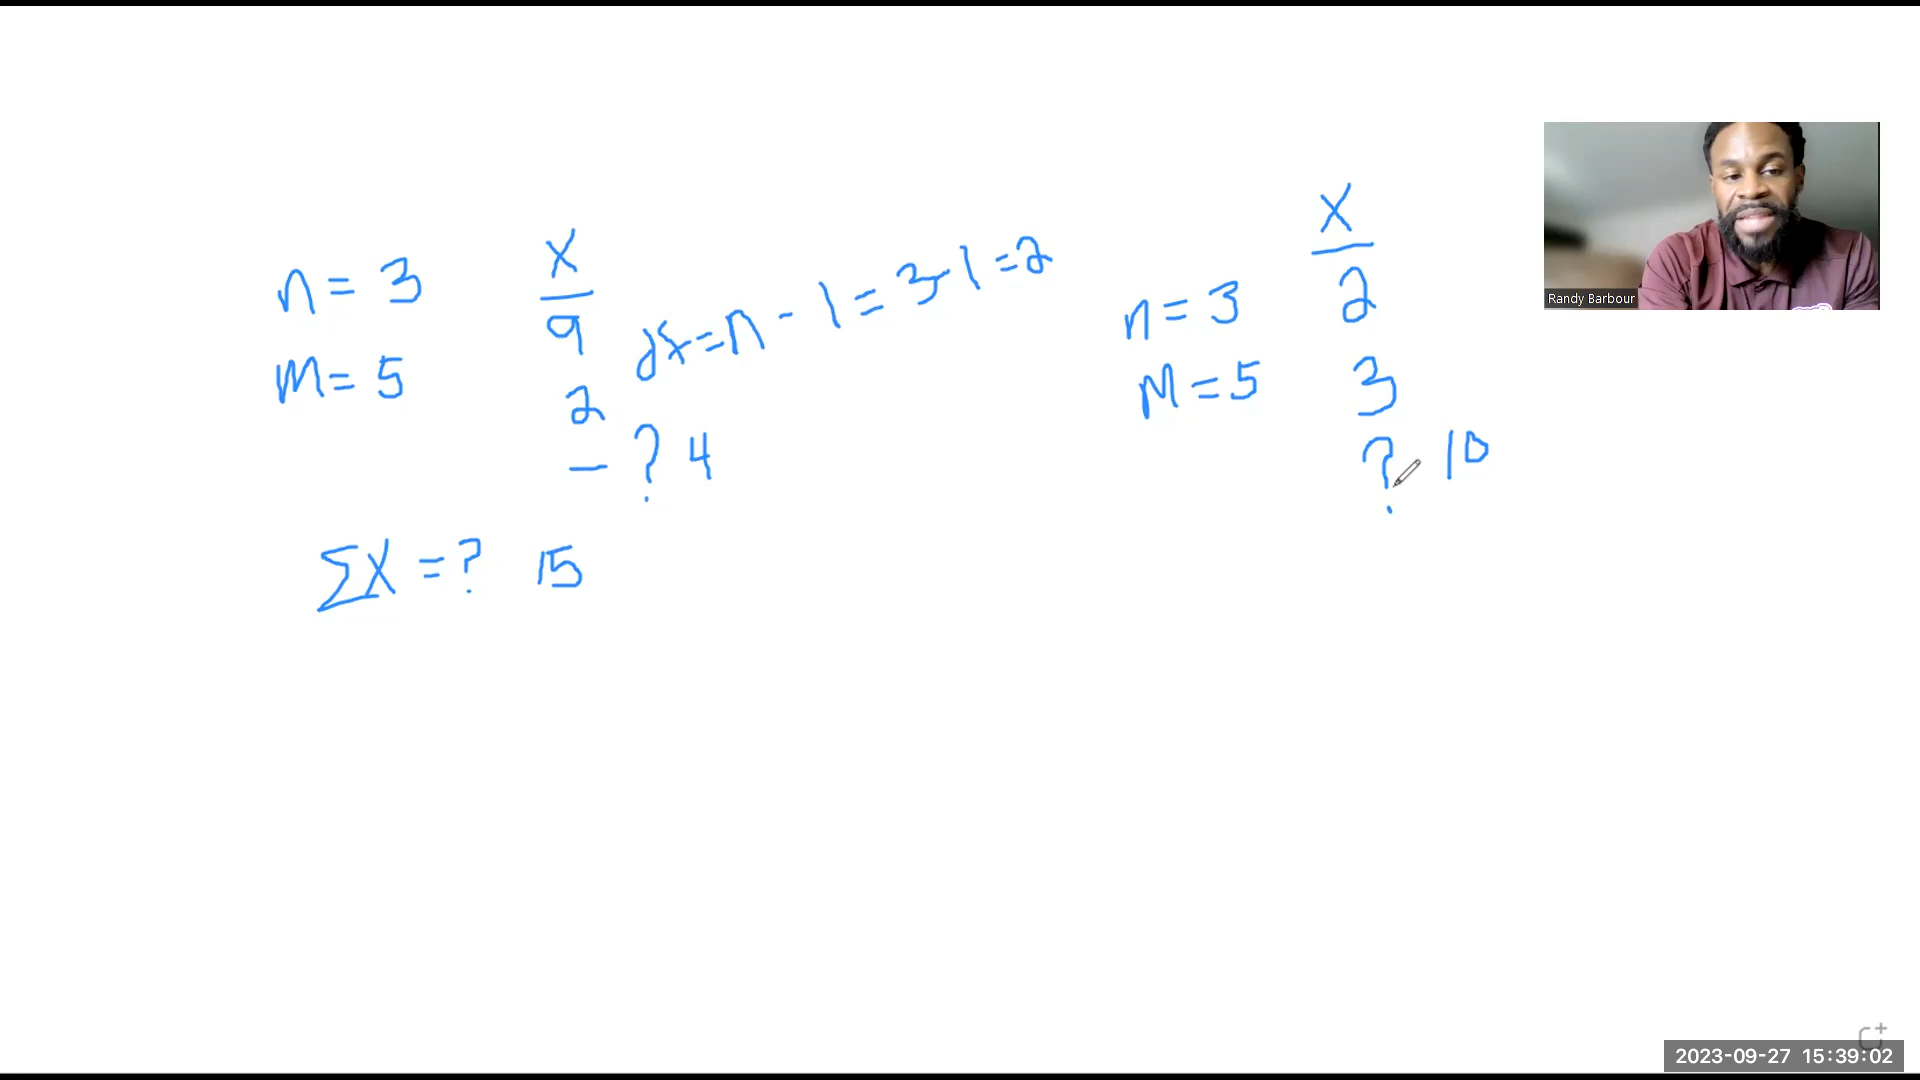 n = 3
M = 5
X
9
2
– ? 4
df = n - 1 = 3-1 = 2
ΣX = ? 15
n = 3
M = 5
X
2
3
? 10
Randy Barbour
2023-09-27 15:39:02